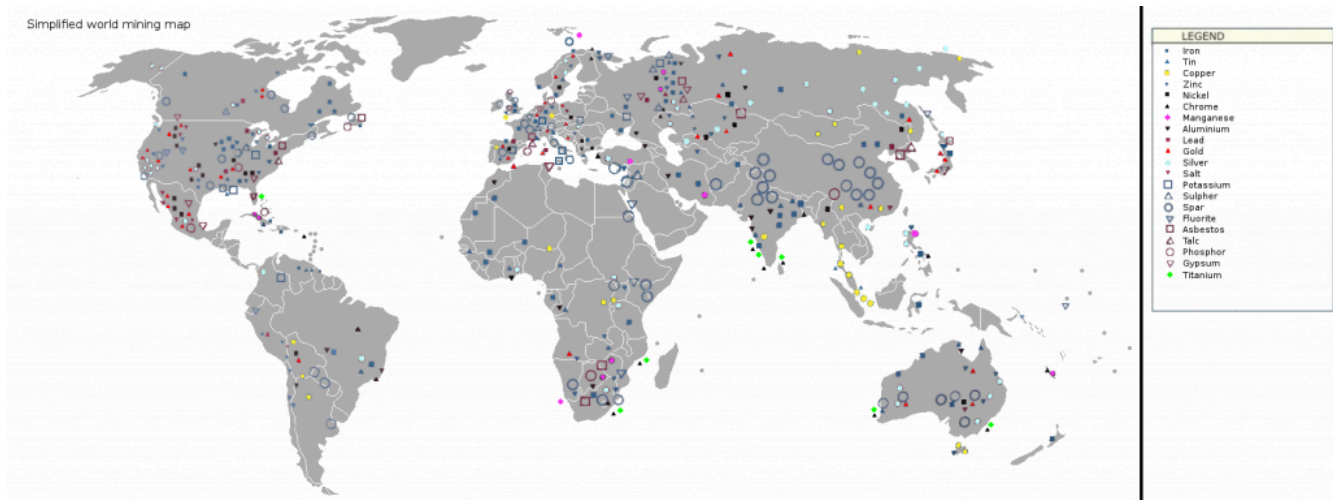 Simplified world mining map
LEGEND
Iron
Tin
Copper
Zinc
Nickel
Chrome
Manganese
Aluminium
Lead
Gold
Silver
Salt
Potassium
Sulpher
Spar
Fluorite
Asbestos
Talc
Phosphor
Gypsum
Titanium